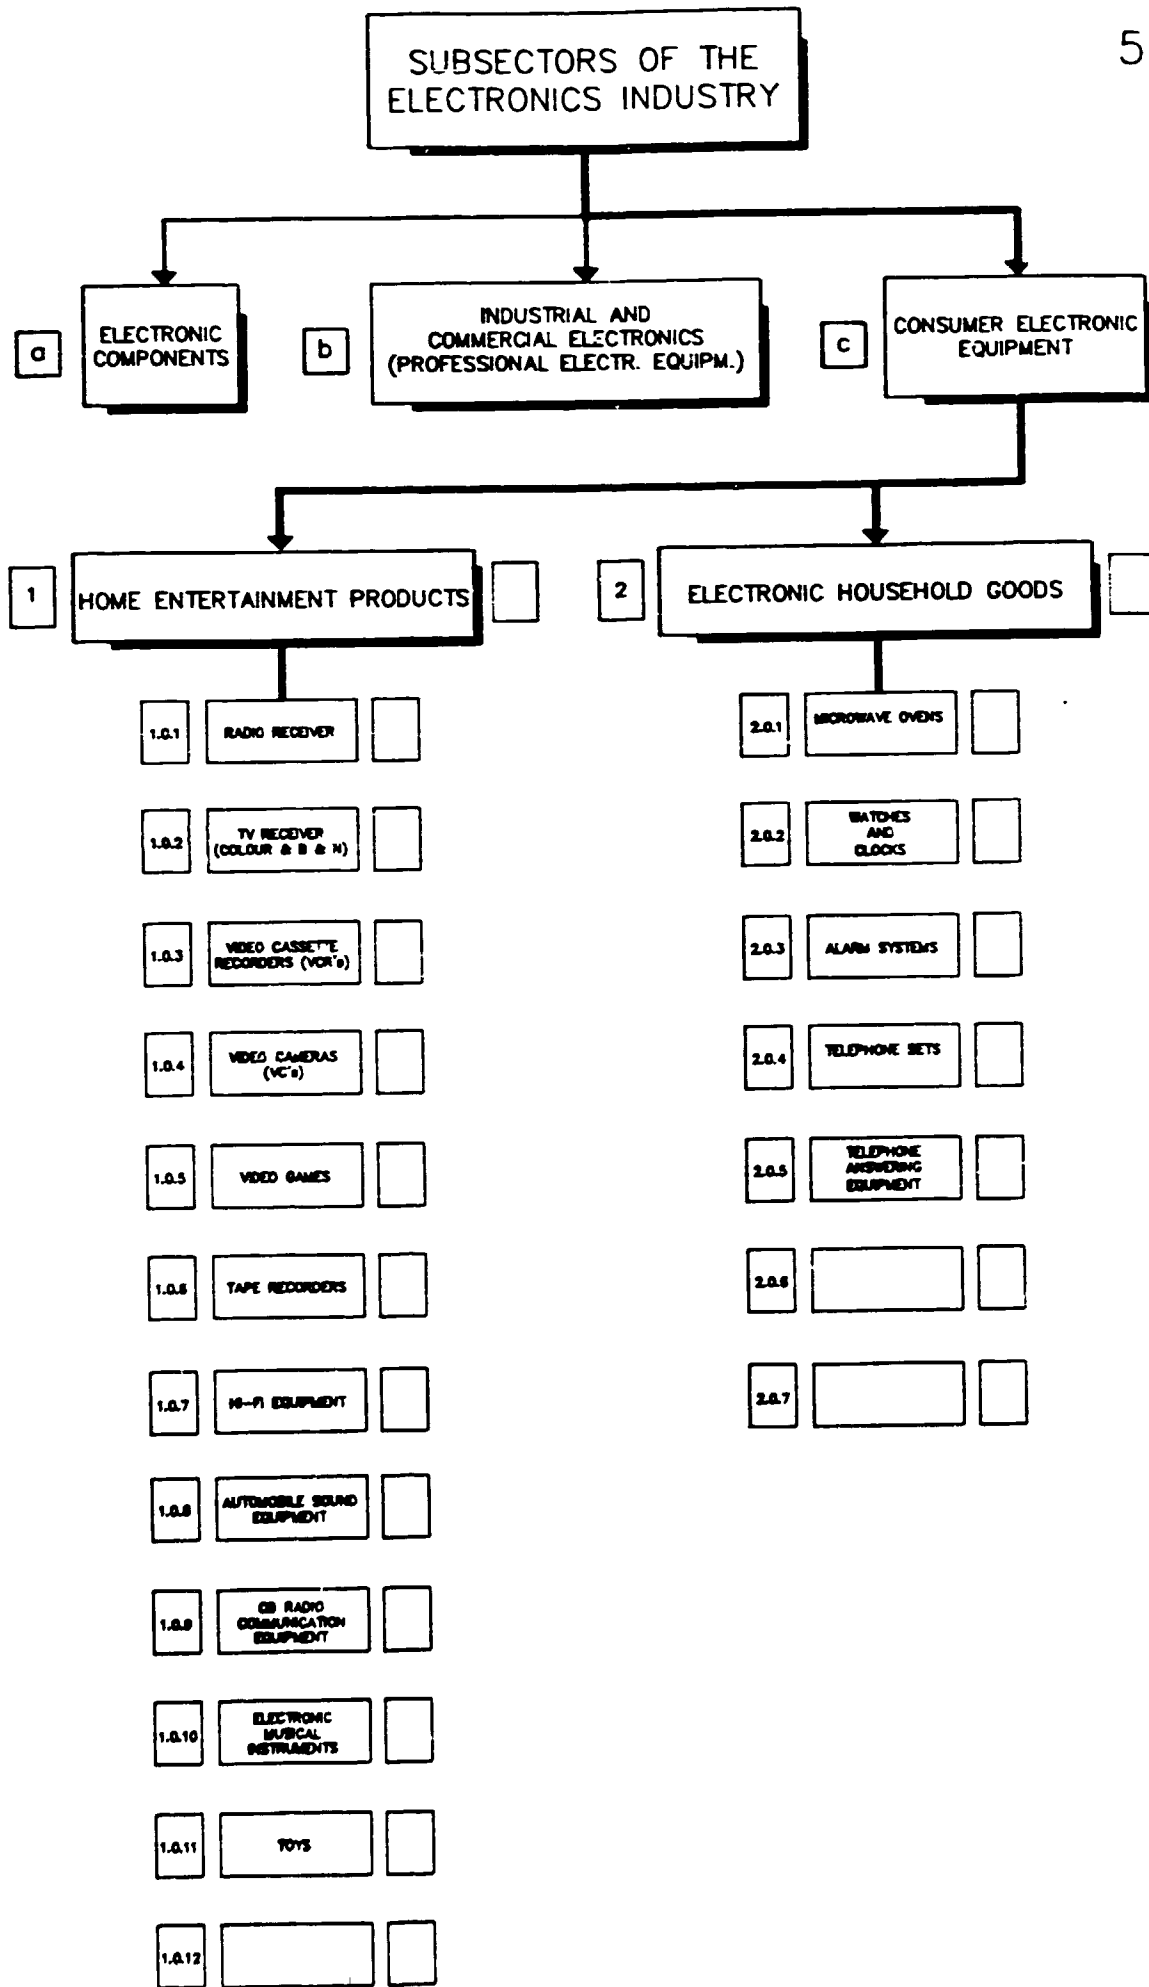 5
SUBSECTORS OF THE
ELECTRONICS INDUSTRY
a
ELECTRONIC
COMPONENTS
b
INDUSTRIAL AND
COMMERCIAL ELECTRONICS
(PROFESSIONAL ELECTR. EQUIPM.)
c
CONSUMER ELECTRONIC
EQUIPMENT
1
HOME ENTERTAINMENT PRODUCTS
2
ELECTRONIC HOUSEHOLD GOODS
1.0.1
RADIO RECEIVER
1.0.2
TV RECEIVER
(COLOUR & B & W)
1.0.3
VIDEO CASSETTE
RECORDERS (VCR's)
1.0.4
VIDEO CAMERAS
(VC's)
1.0.5
VIDEO GAMES
1.0.6
TAPE RECORDERS
1.0.7
HI-FI EQUIPMENT
1.0.8
AUTOMOBILE SOUND
EQUIPMENT
1.0.9
CB RADIO
COMMUNICATION
EQUIPMENT
1.0.10
ELECTRONIC
MUSICAL
INSTRUMENTS
1.0.11
TOYS
1.0.12
2.0.1
MICROWAVE OVENS
2.0.2
WATCHES
AND
CLOCKS
2.0.3
ALARM SYSTEMS
2.0.4
TELEPHONE SETS
2.0.5
TELEPHONE
ANSWERING
EQUIPMENT
2.0.6
2.0.7